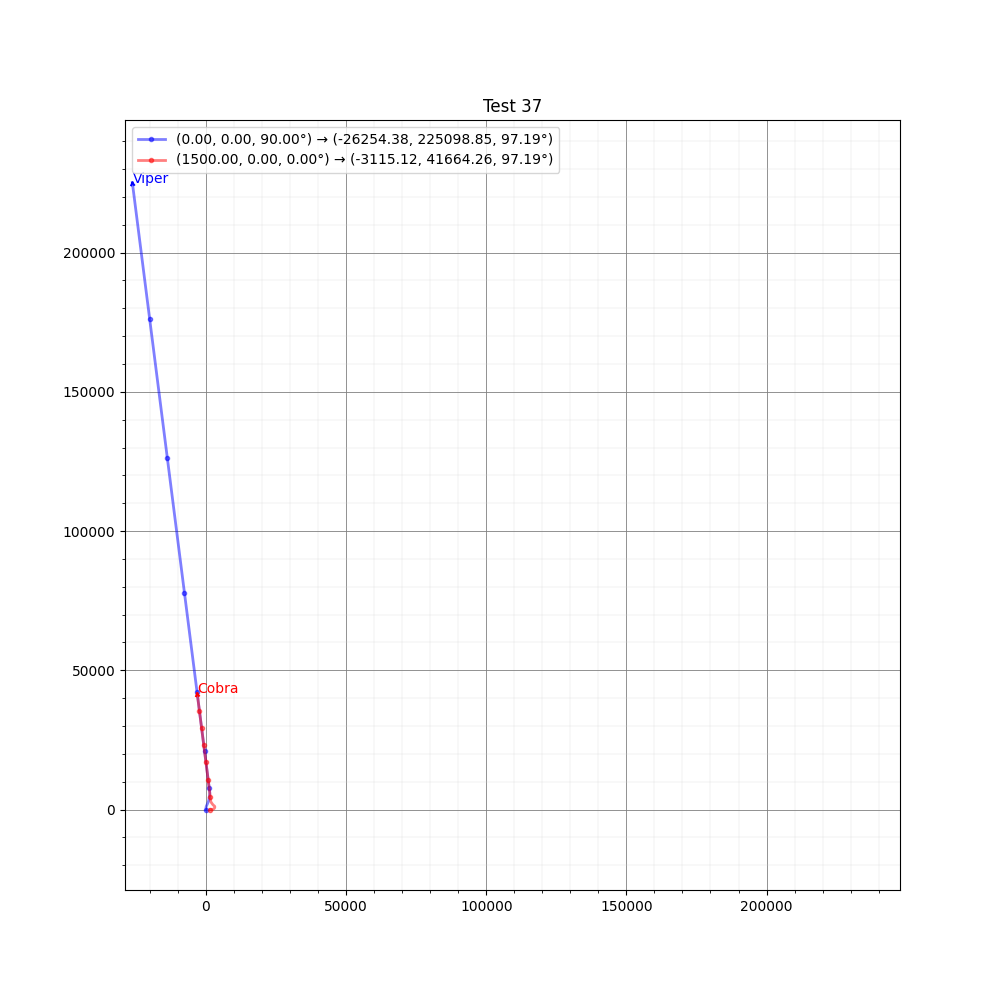 Test 37
(0.00, 0.00, 90.00°) → (-26254.38, 225098.85, 97.19°)
(1500.00, 0.00, 0.00°) → (-3115.12, 41664.26, 97.19°)
Viper
200000
150000
100000
50000
Cobra
0
0 50000 100000 150000 200000